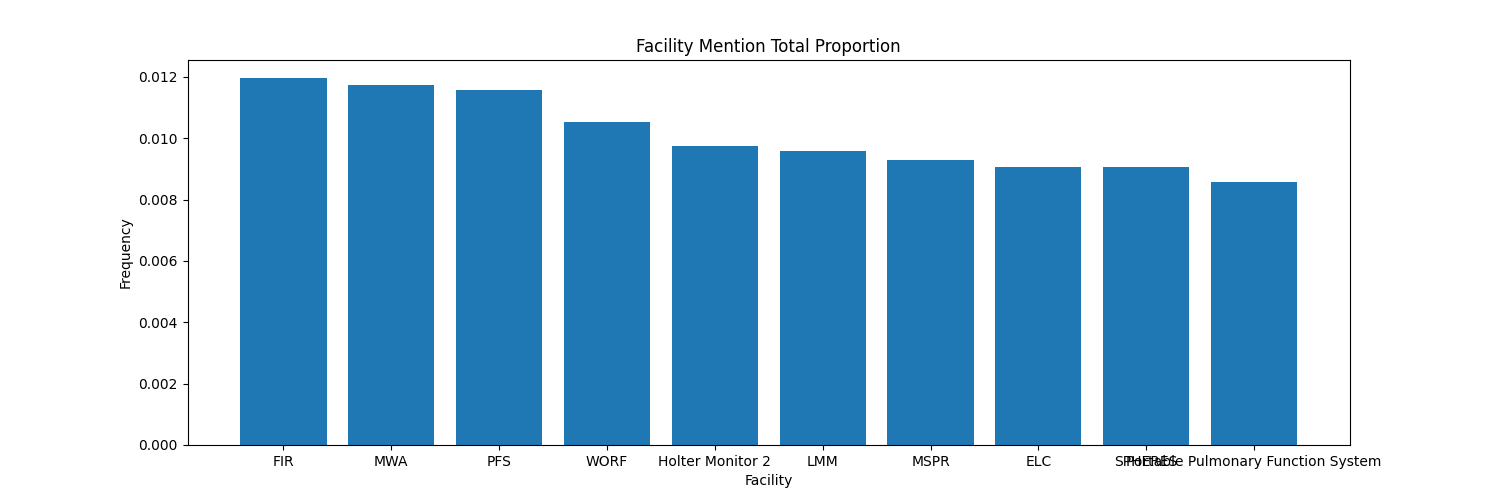 Facility Mention Total Proportion
0.012
0.010
0.008
0.006
0.004
0.002
0.000
Frequency
FIR MWA PFS WORF Holter Monitor 2 LMM MSPR ELC SPHERES Portable Pulmonary Function System
Facility